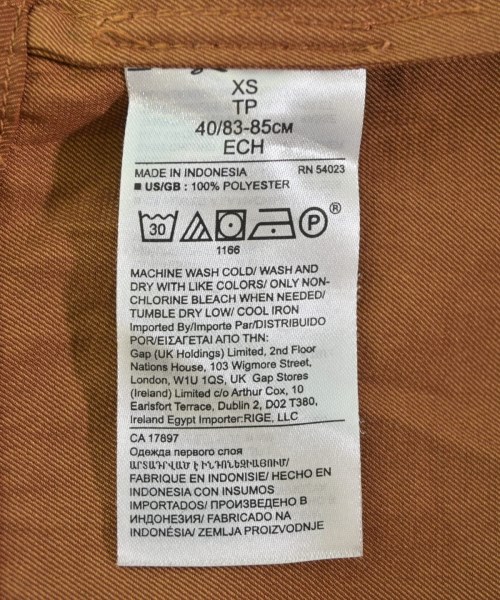 XS
TP
40/83-85см
ECH
MADE IN INDONESIA RN 54023
■ US/GB : 100% POLYESTER
30 P ®
1166
MACHINE WASH COLD/ WASH AND
DRY WITH LIKE COLORS/ ONLY NON-
CHLORINE BLEACH WHEN NEEDED/
TUMBLE DRY LOW/ COOL IRON
Imported By/Importe Par/DISTRIBUIDO
POR/ΕΙΣΑΓΕΤΑΙ ΑΠΟ ΤΗΝ:
Gap (UK Holdings) Limited, 2nd Floor
Nations House, 103 Wigmore Street,
London, W1U 1QS, UK Gap Stores
(Ireland) Limited c/o Arthur Cox, 10
Earlsfort Terrace, Dublin 2, D02 T380,
Ireland Egypt Importer:RIGE, LLC
CA 17897
Одежда первого слоя
ԱՐՏԱԴՐՎԱԾ Է ԻՆԴՈՆԵԶԻԱՅՈՒՄ/
FABRIQUE EN INDONISIE/ HECHO EN
INDONESIA CON INSUMOS
IMPORTADOS/ ПРОИЗВЕДЕНО В
ИНДОНЕЗИИ/ FABRICADO NA
INDONÉSIA/ ZEMLJA PROIZVODNJE